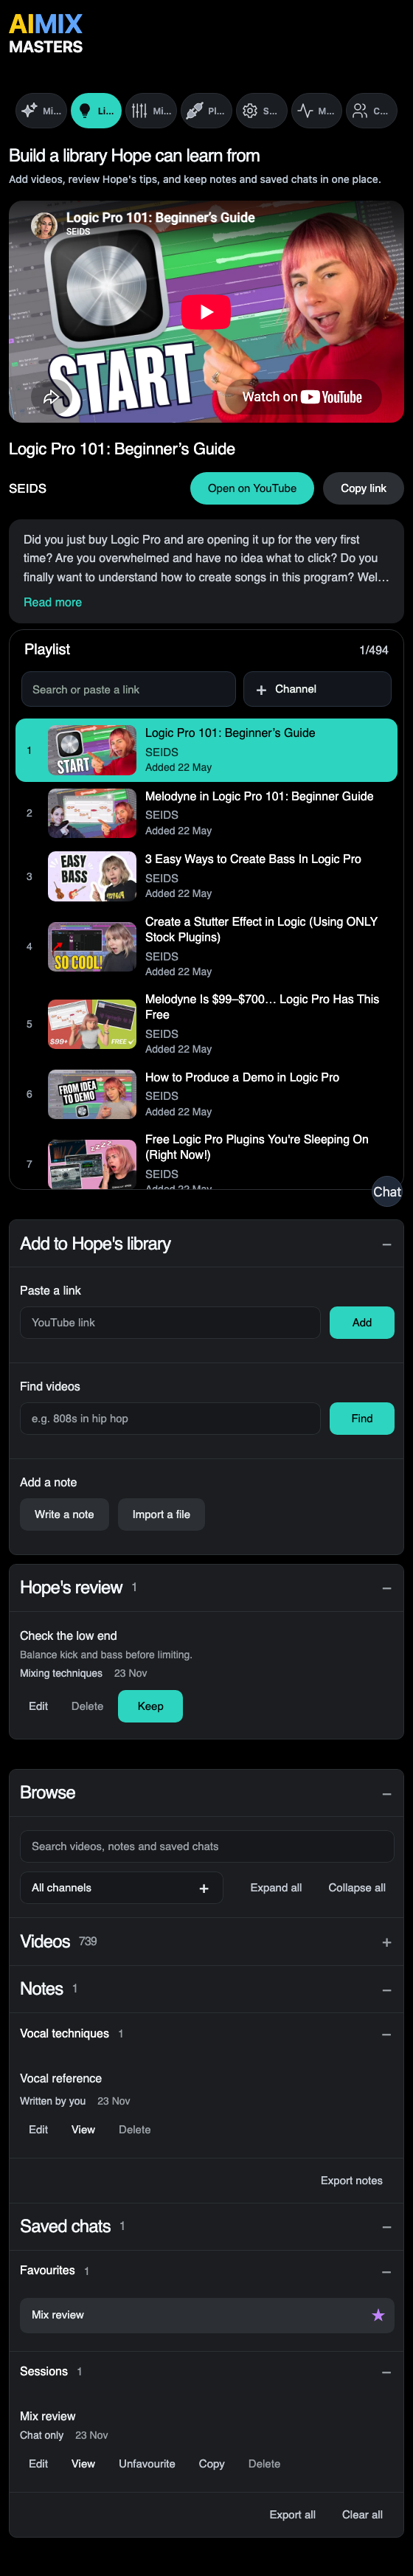 AIMIX
MASTERS
Mi...
Li...
Mi...
Pl...
S...
M...
C...
Build a library Hope can learn from
Add videos, review Hope's tips, and keep notes and saved chats in one place.
Logic Pro 101: Beginner's Guide
SEIDS
START
Watch on YouTube
Logic Pro 101: Beginner's Guide
SEIDS
Open on YouTube
Copy link
Did you just buy Logic Pro and are opening it up for the very first
time? Are you overwhelmed and have no idea what to click? Do you
finally want to understand how to create songs in this program? Wel...
Read more
Playlist
1/494
Search or paste a link
+ Channel
1
START
Logic Pro 101: Beginner's Guide
SEIDS
Added 22 May
2
Melodyne in Logic Pro 101: Beginner Guide
SEIDS
Added 22 May
3
EASY
BASS
3 Easy Ways to Create Bass In Logic Pro
SEIDS
Added 22 May
4
SO COOL!
Create a Stutter Effect in Logic (Using ONLY
Stock Plugins)
SEIDS
Added 22 May
5
$99+
FREE
Melodyne Is $99–$700... Logic Pro Has This
Free
SEIDS
Added 22 May
6
FROM IDEA
TO DEMO
How to Produce a Demo in Logic Pro
SEIDS
Added 22 May
7
Free Logic Pro Plugins You're Sleeping On
(Right Now!)
SEIDS
Added 22 May
Chat
Add to Hope's library
Paste a link
YouTube link
Add
Find videos
e.g. 808s in hip hop
Find
Add a note
Write a note
Import a file
Hope's review 1
Check the low end
Balance kick and bass before limiting.
Mixing techniques 23 Nov
Edit
Delete
Keep
Browse
Search videos, notes and saved chats
All channels +
Expand all
Collapse all
Videos 739
Notes 1
Vocal techniques 1
Vocal reference
Written by you 23 Nov
Edit
View
Delete
Export notes
Saved chats 1
Favourites 1
Mix review
Sessions 1
Mix review
Chat only 23 Nov
Edit
View
Unfavourite
Copy
Delete
Export all
Clear all